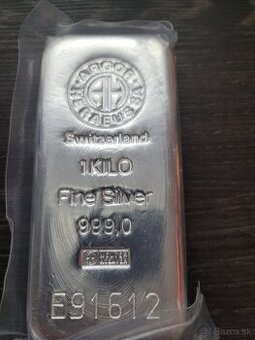 ARGOR
HERAEUS
Switzerland
1KILO
Fine Silver
999,0
E91612
Bazos.sk